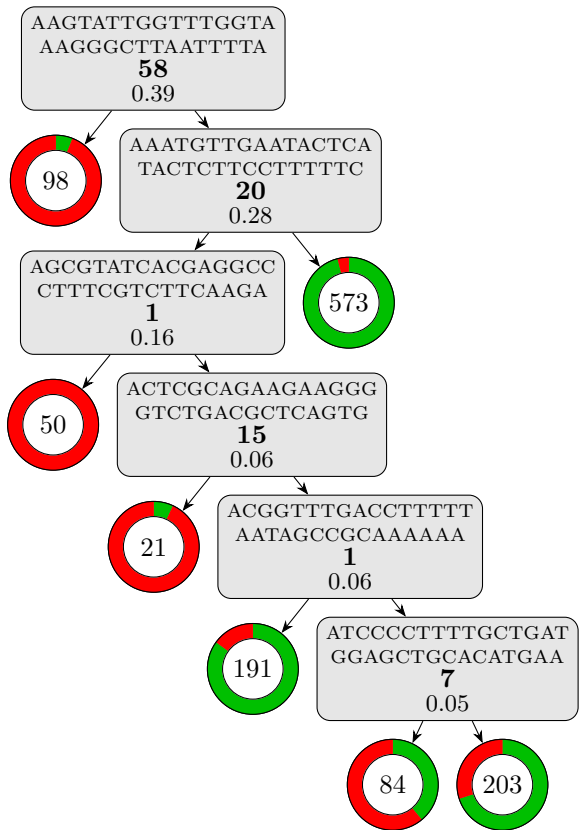 AAGTATTGGTTTGGTA
AAGGGCTTAATTTTA
58
0.39
98
AAATGTTGAATACTCA
TACTCTTCCTTTTTC
20
0.28
AGCGTATCACGAGGCC
CTTTCGTCTTCAAGA
1
0.16
573
50
ACTCGCAGAAGAAGGG
GTCTGACGCTCAGTG
15
0.06
21
ACGGTTTGACCTTTTT
AATAGCCGCAAAAAA
1
0.06
191
ATCCCCTTTTGCTGAT
GGAGCTGCACATGAA
7
0.05
84
203